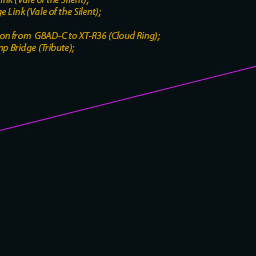 ink (Vale of the Silent);
ge Link (Vale of the Silent);
on from G8AD-C to XT-R36 (Cloud Ring);
mp Bridge (Tribute);